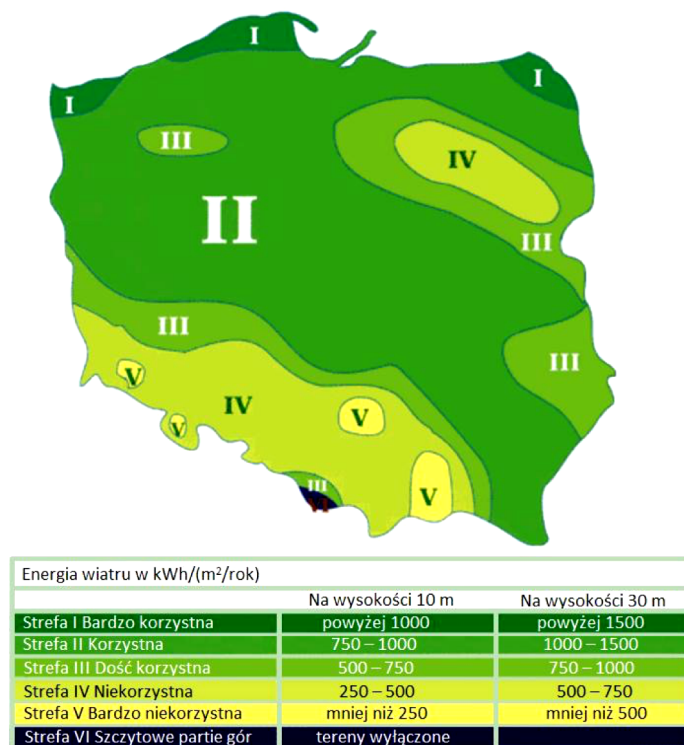 I
I
I
III
IV
II
III
III
III
V
IV
V
V
III
VI
V
Energia wiatru w kWh/(m²/rok)
Na wysokości 10 m Na wysokości 30 m
Strefa I Bardzo korzystna powyżej 1000 powyżej 1500
Strefa II Korzystna 750 – 1000 1000 – 1500
Strefa III Dość korzystna 500 – 750 750 – 1000
Strefa IV Niekorzystna 250 – 500 500 – 750
Strefa V Bardzo niekorzystna mniej niż 250 mniej niż 500
Strefa VI Szczytowe partie gór tereny wyłączone